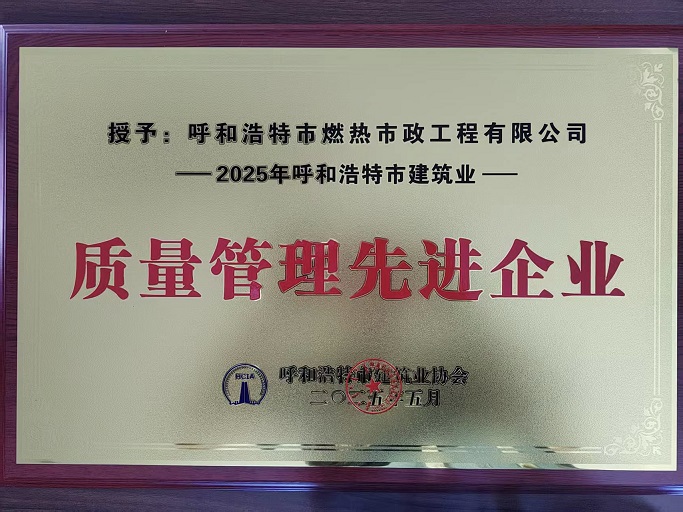 授予：呼和浩特市燃热市政工程有限公司
——2025年呼和浩特市建筑业——
质量管理先进企业
HCIA
呼和浩特市建筑业协会
二〇二五年五月